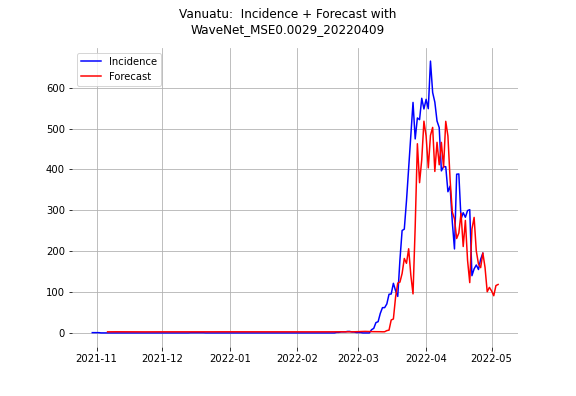 Vanuatu:  Incidence + Forecast with
WaveNet_MSE0.0029_20220409
Incidence
Forecast
600
500
400
300
200
100
0
2021-11 2021-12 2022-01 2022-02 2022-03 2022-04 2022-05